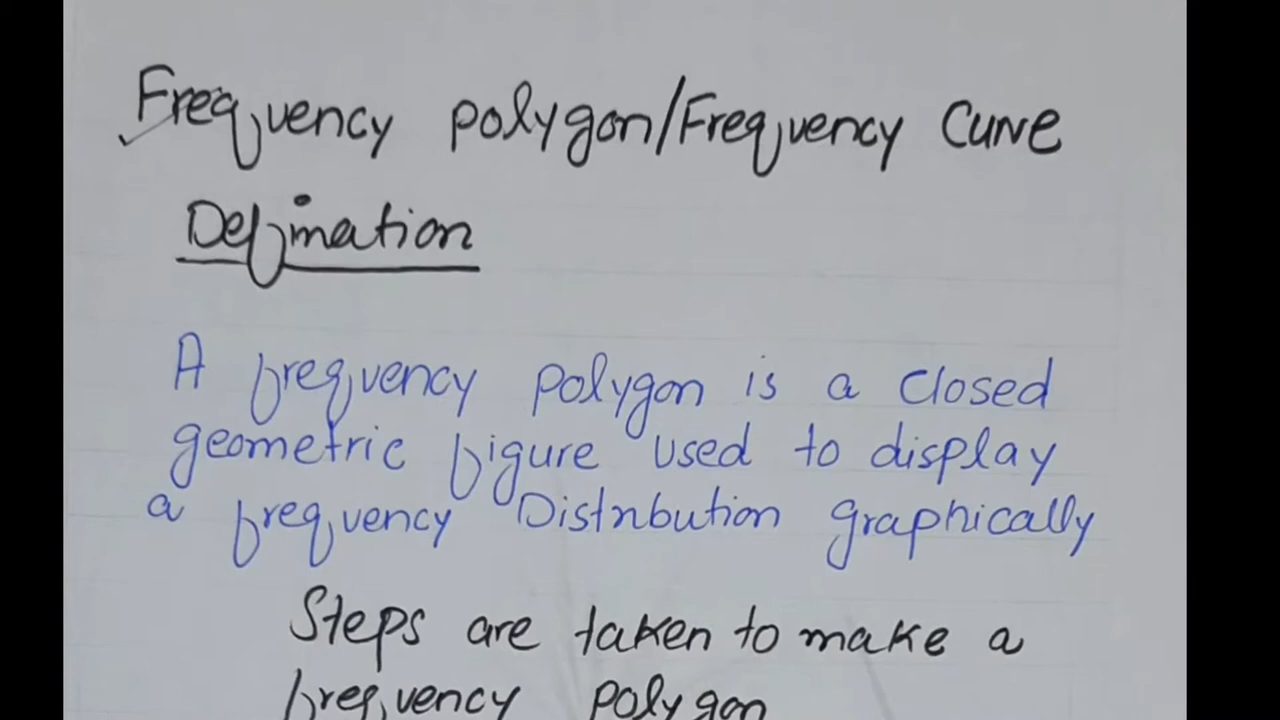 Frequency polygon/Frequency Curve
Defination
A frequency polygon is a closed
geometric figure used to display
a frequency Distribution graphically
Steps are taken to make a
frequency polygon